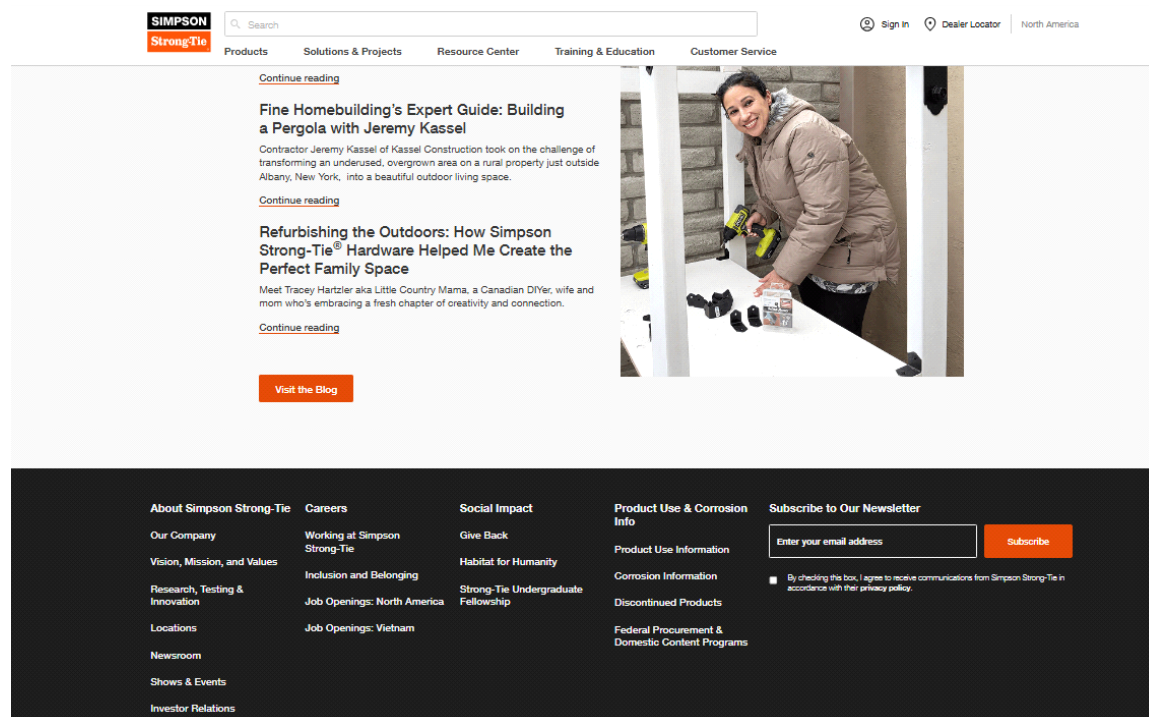 SIMPSON
Strong-Tie
Search
Sign In
Dealer Locator
North America
Products
Solutions & Projects
Resource Center
Training & Education
Customer Service
Continue reading
Fine Homebuilding’s Expert Guide: Building
a Pergola with Jeremy Kassel
Contractor Jeremy Kassel of Kassel Construction took on the challenge of
transforming an underused, overgrown area on a rural property just outside
Albany, New York, into a beautiful outdoor living space.
Continue reading
Refurbishing the Outdoors: How Simpson
Strong-Tie® Hardware Helped Me Create the
Perfect Family Space
Meet Tracey Hartzler aka Little Country Mama, a Canadian DIYer, wife and
mom who’s embracing a fresh chapter of creativity and connection.
Continue reading
Visit the Blog
About Simpson Strong-Tie
Our Company
Vision, Mission, and Values
Research, Testing &
Innovation
Locations
Newsroom
Shows & Events
Investor Relations
Careers
Working at Simpson
Strong-Tie
Inclusion and Belonging
Job Openings: North America
Job Openings: Vietnam
Social Impact
Give Back
Habitat for Humanity
Strong-Tie Undergraduate
Fellowship
Product Use & Corrosion
Info
Product Use Information
Corrosion Information
Discontinued Products
Federal Procurement &
Domestic Content Programs
Subscribe to Our Newsletter
Enter your email address
Subscribe
By checking this box, I agree to receive communications from Simpson Strong-Tie in
accordance with their privacy policy.